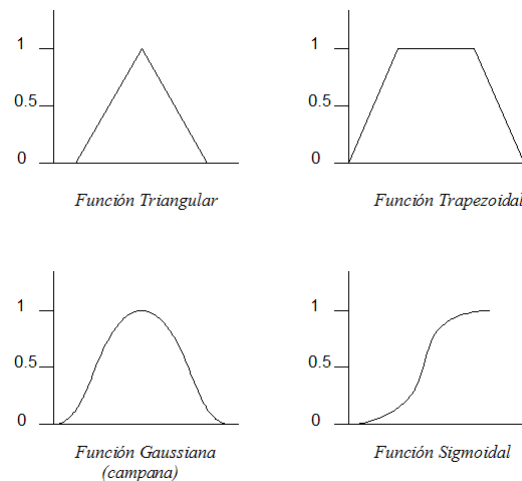 1
0.5
0
Función Triangular
1
0.5
0
Función Trapezoidal
1
0.5
0
Función Gaussiana
(campana)
1
0.5
0
Función Sigmoidal